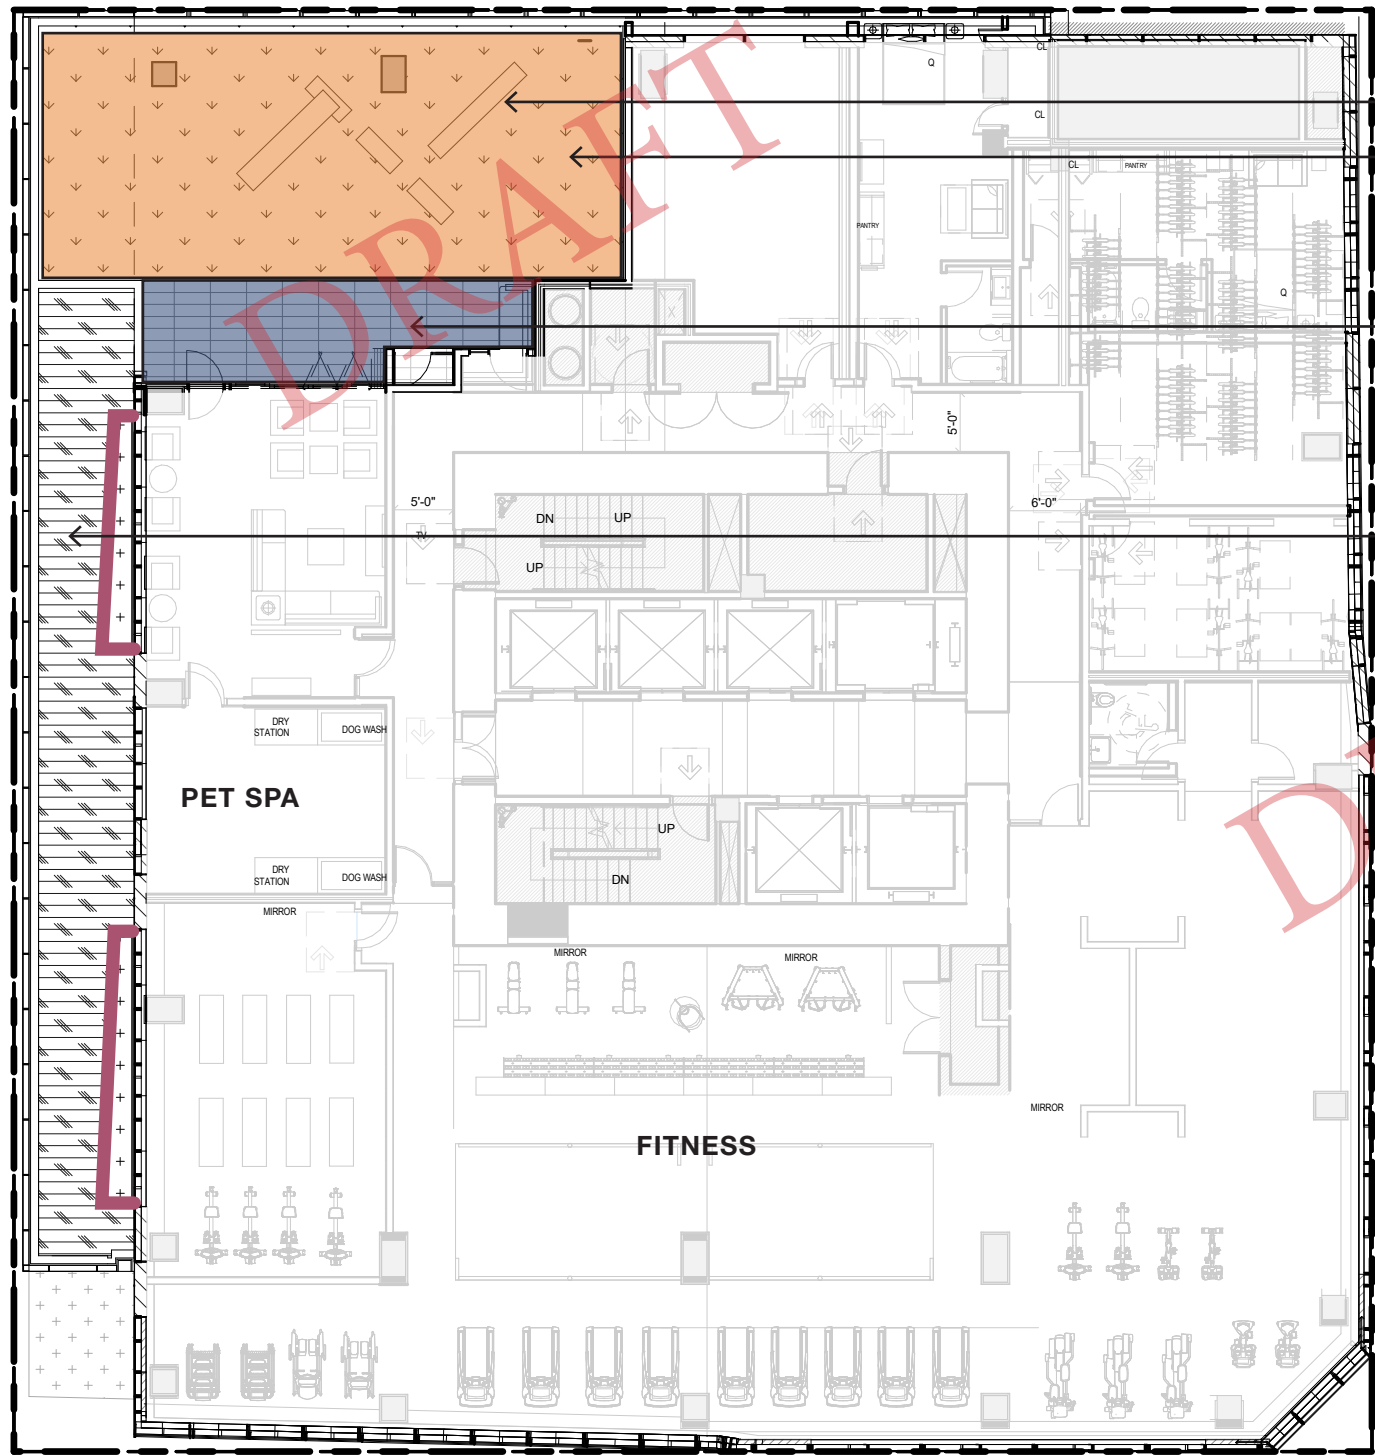 CL
Q
CL
DRAFT
CL
PANTRY
PANTRY
Q
5'-0"
5'-0"
6'-0"
DN
UP
TV
UP
DRY
STATION
DOG WASH
PET SPA
UP
DRY
STATION
DOG WASH
DN
D
MIRROR
MIRROR
MIRROR
MIRROR
FITNESS